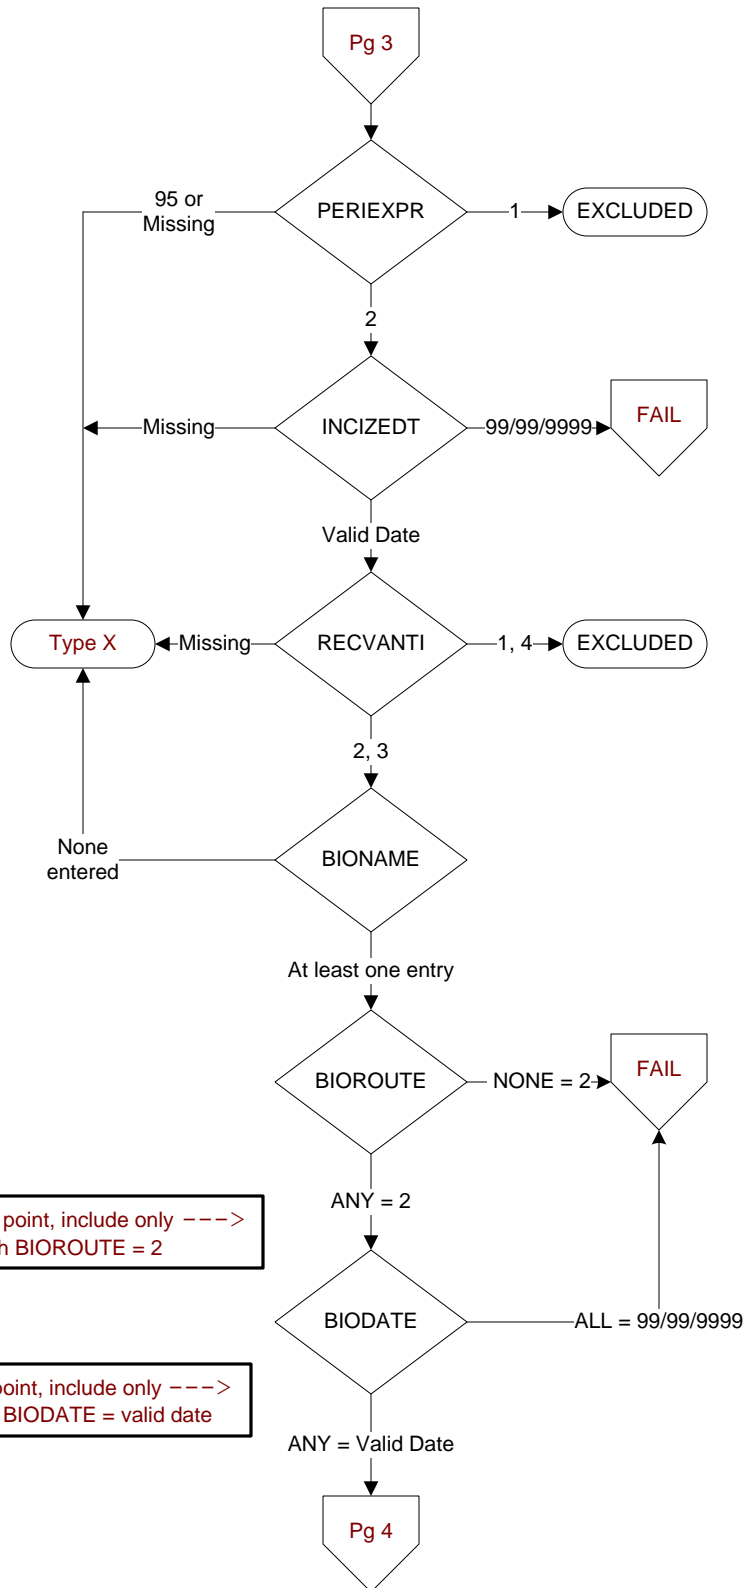 Pg 3
95 or
Missing
PERIEXPR
1
EXCLUDED
2
Missing
INCIZEDT
99/99/9999
FAIL
Valid Date
Type X
Missing
RECVANTI
1, 4
EXCLUDED
2, 3
None
entered
BIONAME
At least one entry
BIOROUTE
NONE = 2
FAIL
ANY = 2
point, include only --->
h BIOROUTE = 2
BIODATE
ALL = 99/99/9999
point, include only --->
BIODATE = valid date
ANY = Valid Date
Pg 4